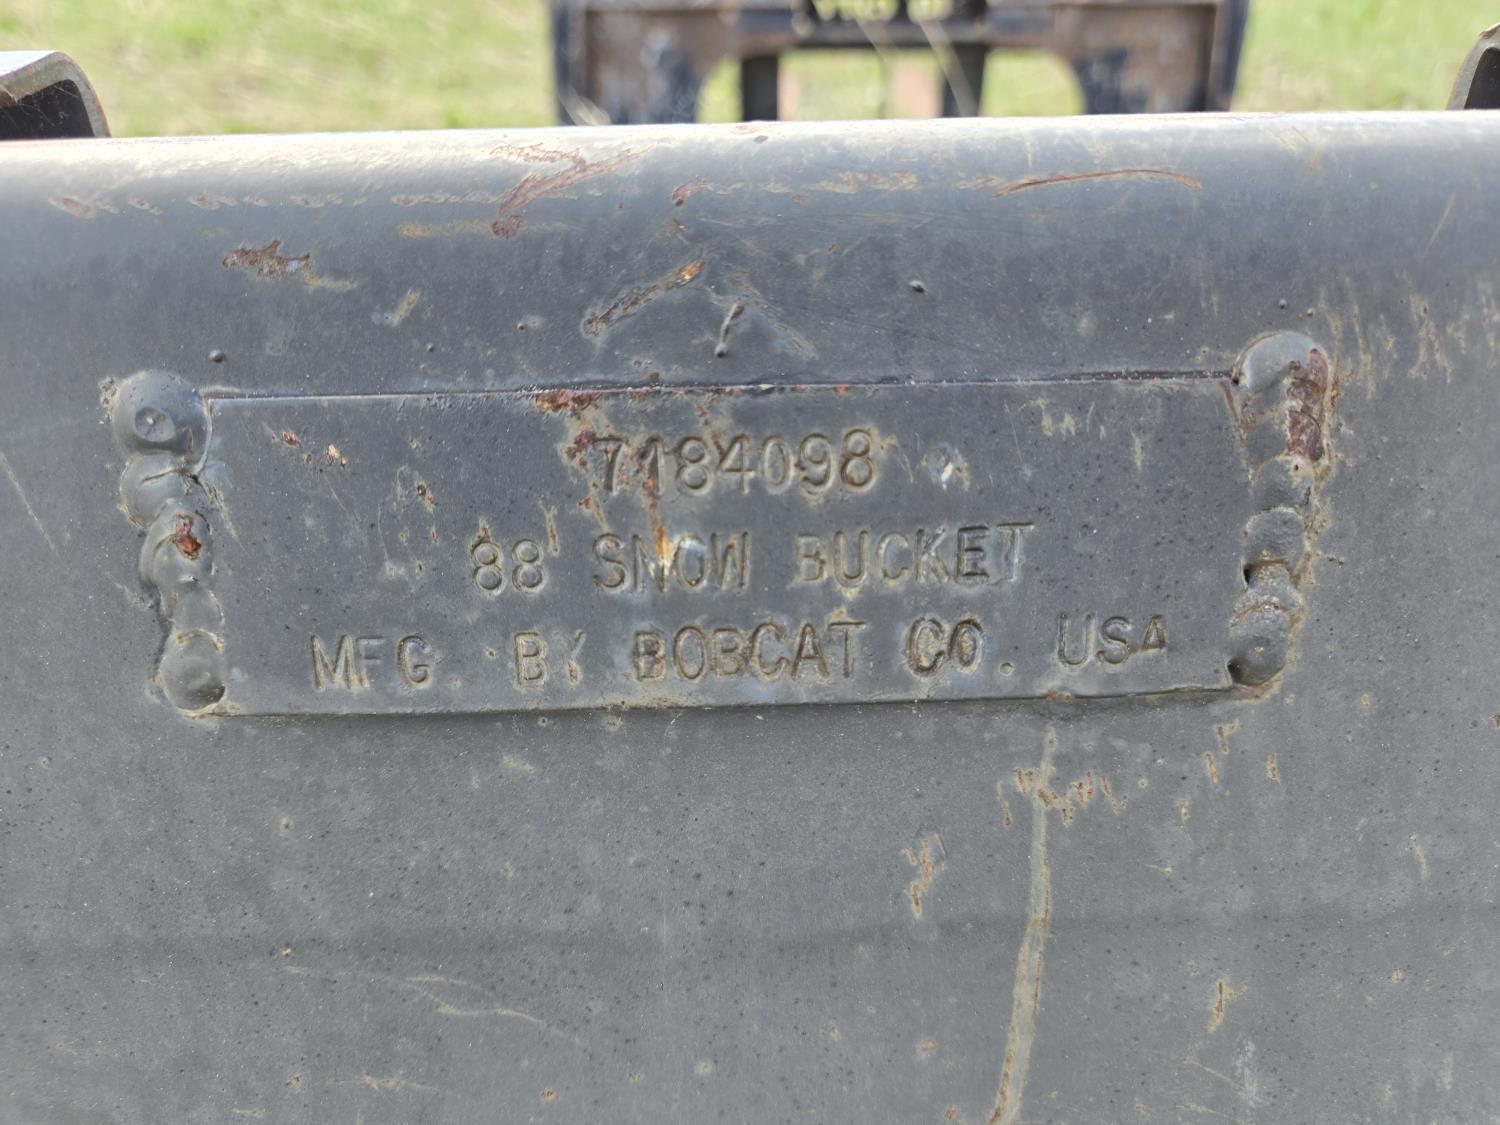 7184098
88 SNOW BUCKET
MFG. BY BOBCAT CO. USA